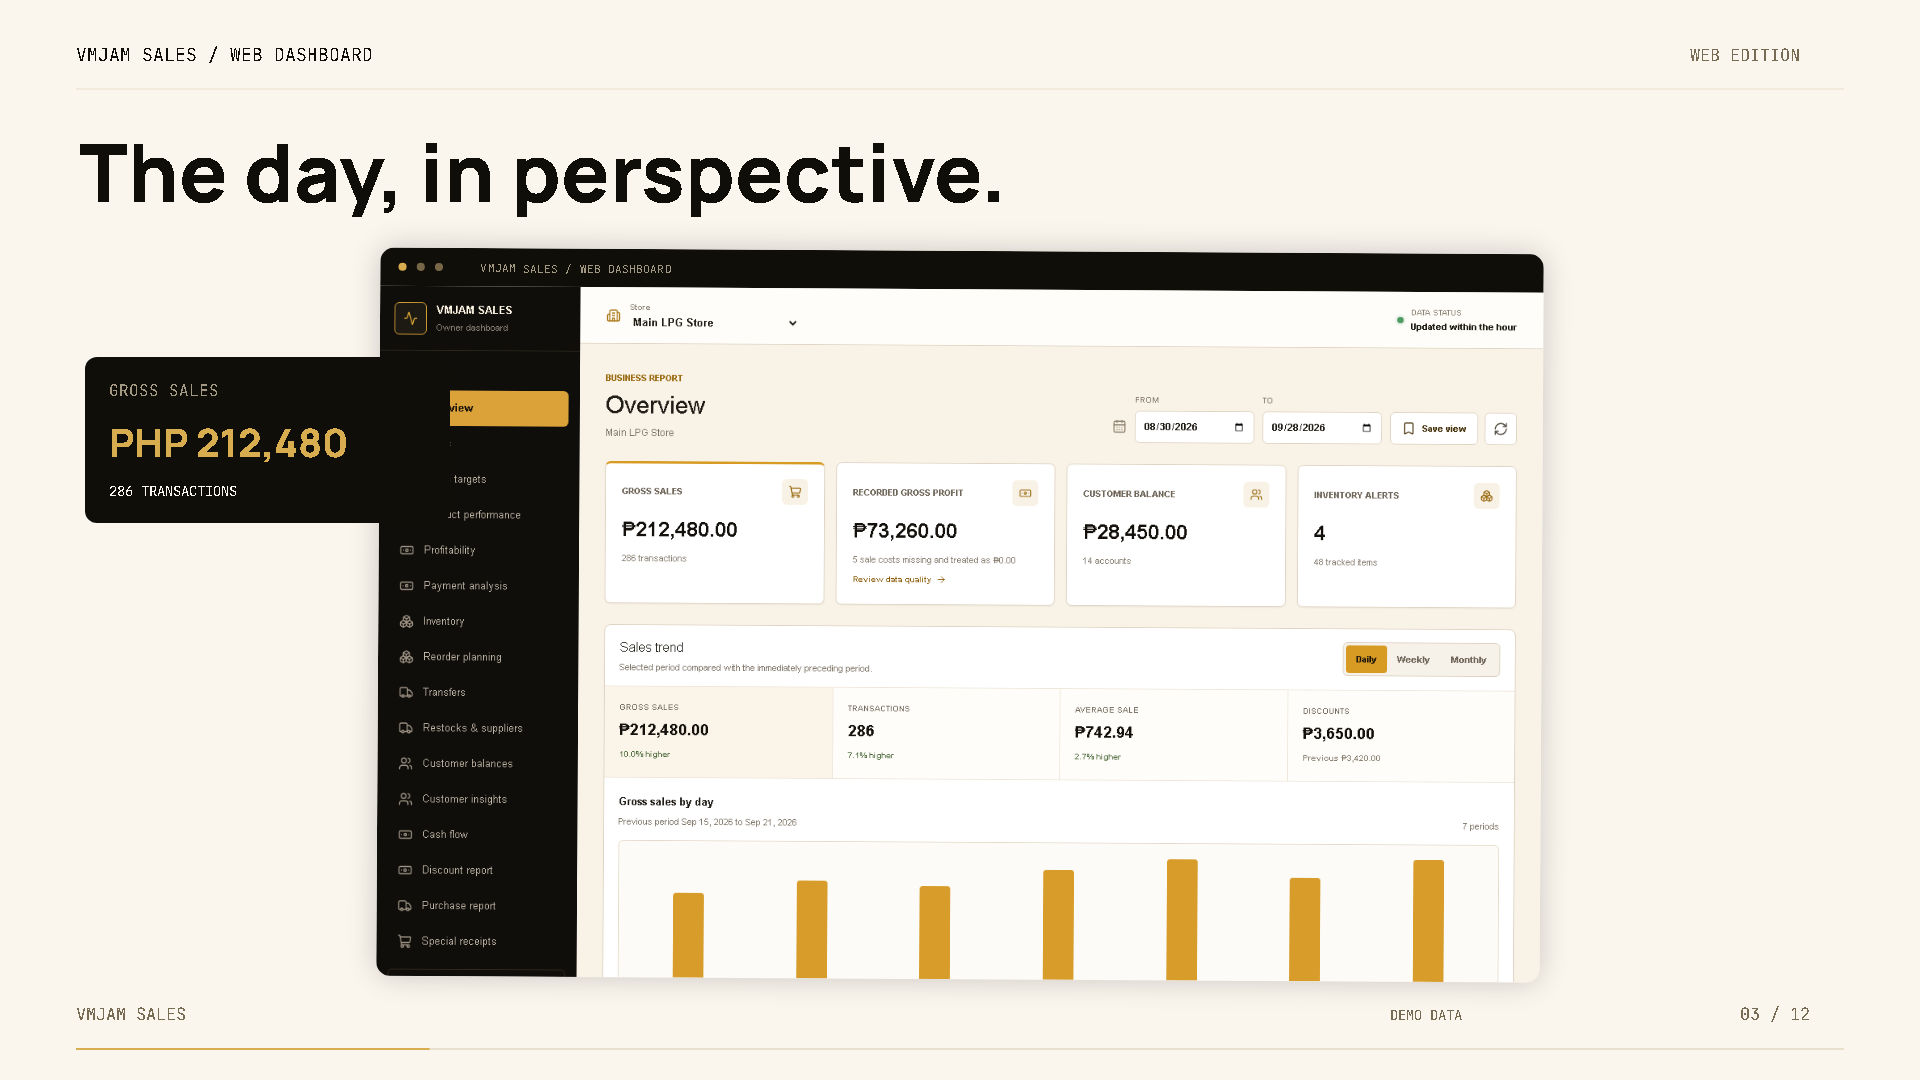 VMJAM SALES / WEB DASHBOARD
WEB EDITION
The day, in perspective.
VMJAM SALES / WEB DASHBOARD
VMJAM SALES
Owner dashboard
Store
Main LPG Store
DATA STATUS
Updated within the hour
GROSS SALES
PHP 212,480
286 TRANSACTIONS
view
targets
uct performance
Profitability
Payment analysis
Inventory
Reorder planning
Transfers
Restocks & suppliers
Customer balances
Customer insights
Cash flow
Discount report
Purchase report
Special receipts
BUSINESS REPORT
Overview
Main LPG Store
FROM
08/30/2026
TO
09/28/2026
Save view
GROSS SALES
₱212,480.00
286 transactions
RECORDED GROSS PROFIT
₱73,260.00
5 sale costs missing and treated as ₱0.00
Review data quality →
CUSTOMER BALANCE
₱28,450.00
14 accounts
INVENTORY ALERTS
4
48 tracked items
Sales trend
Selected period compared with the immediately preceding period.
Daily Weekly Monthly
GROSS SALES
₱212,480.00
10.0% higher
TRANSACTIONS
286
7.1% higher
AVERAGE SALE
₱742.94
2.7% higher
DISCOUNTS
₱3,650.00
Previous ₱3,420.00
Gross sales by day
Previous period Sep 15, 2026 to Sep 21, 2026
7 periods
VMJAM SALES
DEMO DATA
03 / 12